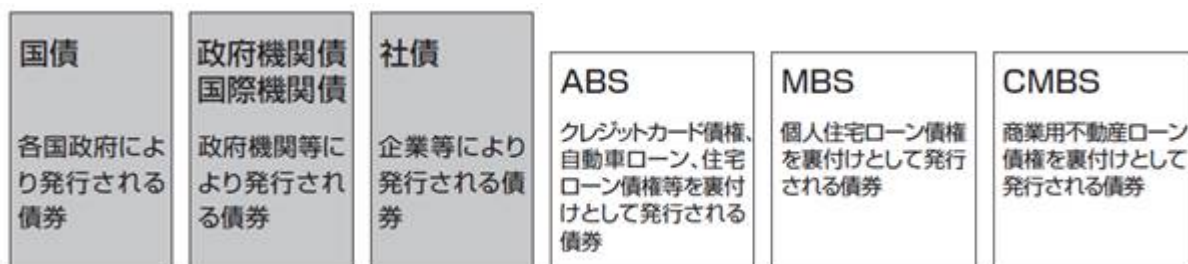 国債
各国政府によ
り発行される
債券
政府機関債
国際機関債
政府機関等に
より発行され
る債券
社債
企業等により
発行される債
券
ABS
クレジットカード債権、
自動車ローン、住宅
ローン債権等を裏付
けとして発行される
債券
MBS
個人住宅ローン債権
を裏付けとして発行
される債券
CMBS
商業用不動産ローン
債権を裏付けとして
発行される債券